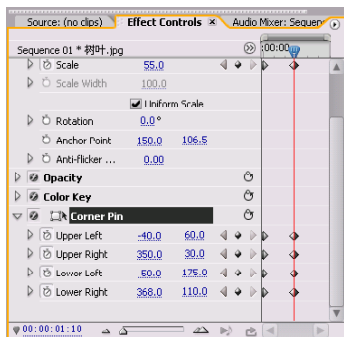 Source: (no clips) Effect Controls × Audio Mixer: Sequen
Sequence 01 * 树叶.jpg :00:00
Scale 55.0
Scale Width 100.0
Uniform Scale
Rotation 0.0°
Anchor Point 150.0 106.5
Anti-flicker ... 0.00
Opacity
Color Key
Corner Pin
Upper Left -40.0 60.0
Upper Right 350.0 30.0
Lower Left 175.0
Lower Right 368.0 110.0
00:00:01:10